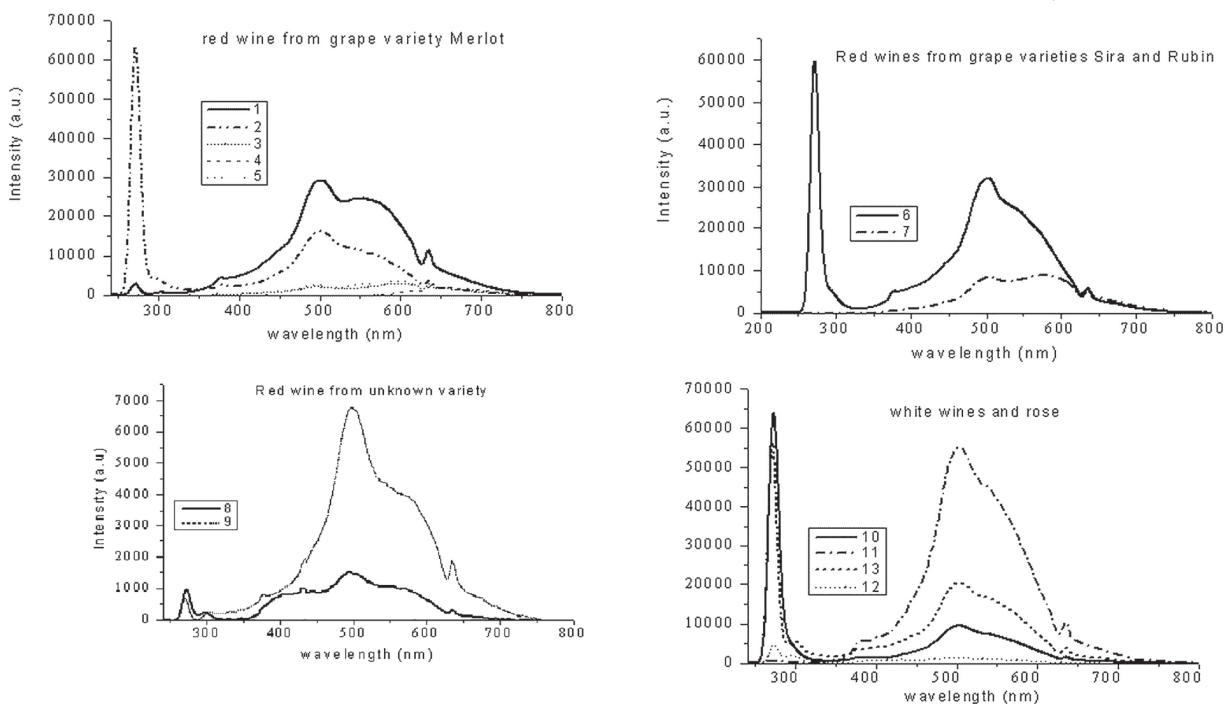 red wine from grape variety Merlot
70000
60000
50000
40000
30000
20000
10000
0
Intensity (a.u.)
1
2
3
4
5
300 400 500 600 700 800
wavelength (nm)
Red wines from grape varieties Sira and Rubin
60000
50000
40000
30000
20000
10000
0
Intensity (a.u.)
6
7
200 300 400 500 600 700 800
wavelength (nm)
Red wine from unknown variety
7000
6000
5000
4000
3000
2000
1000
0
Intensity (a.u)
8
9
300 400 500 600 700 800
wavelength (nm)
white wines and rose
70000
60000
50000
40000
30000
20000
10000
0
Intensity (a.u.)
10
11
13
12
300 400 500 600 700 800
wavelength (nm)